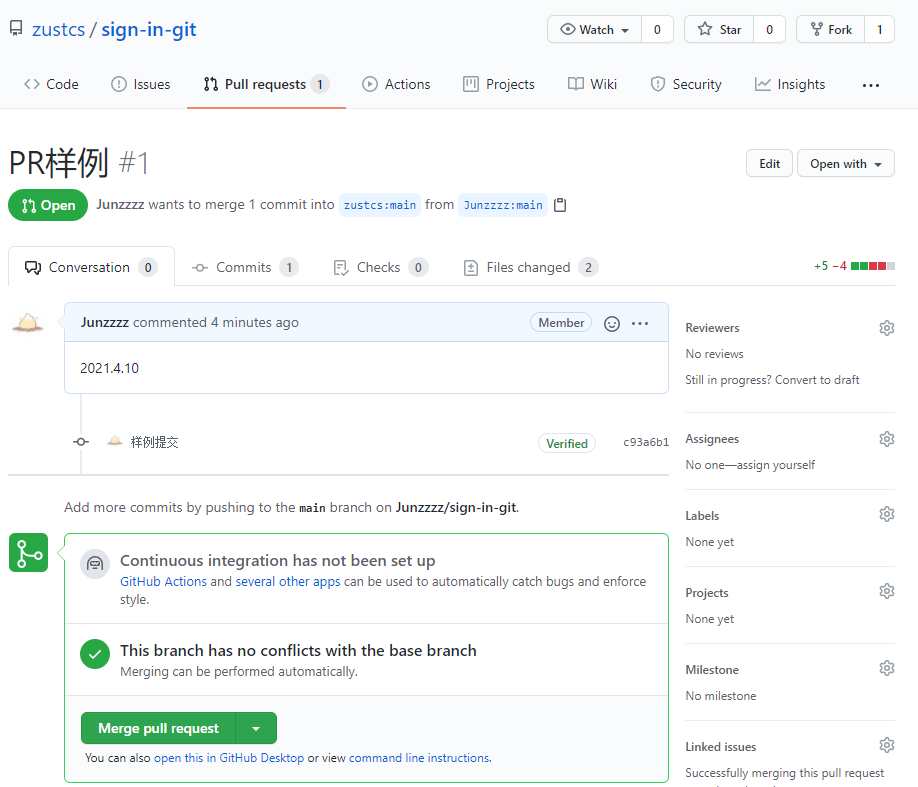 zustcs / sign-in-git Watch 0 Star 0 Fork 1
Code Issues Pull requests 1 Actions Projects Wiki Security Insights ...
PR样例 #1 Edit Open with
Open Junzzzz wants to merge 1 commit into zustcs:main from Junzzzz:main
Conversation 0 Commits 1 Checks 0 Files changed 2 +5 −4
Junzzzz commented 4 minutes ago Member ...
2021.4.10
样例提交 Verified c93a6b1
Add more commits by pushing to the main branch on Junzzzz/sign-in-git.
Continuous integration has not been set up
GitHub Actions and several other apps can be used to automatically catch bugs and enforce
style.
This branch has no conflicts with the base branch
Merging can be performed automatically.
Merge pull request
You can also open this in GitHub Desktop or view command line instructions.
Reviewers
No reviews
Still in progress? Convert to draft
Assignees
No one—assign yourself
Labels
None yet
Projects
None yet
Milestone
No milestone
Linked issues
Successfully merging this pull request